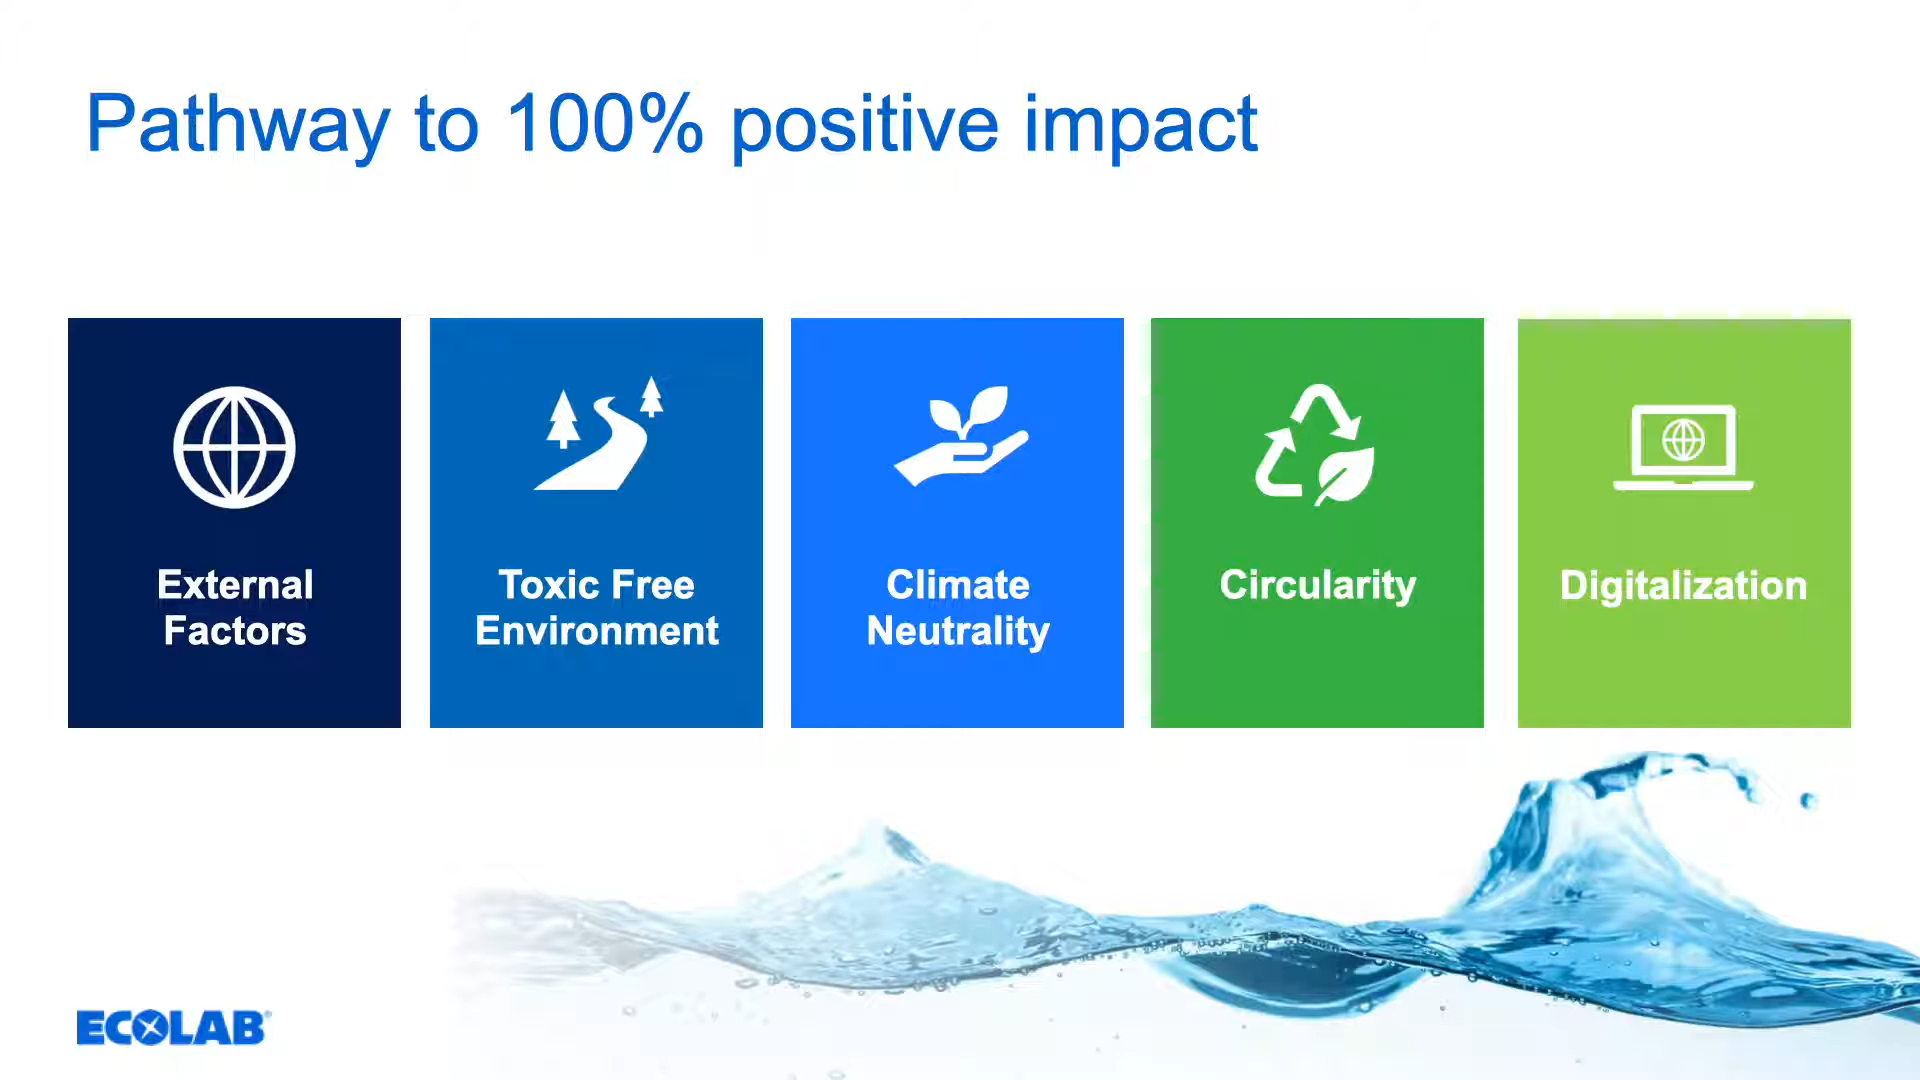 Pathway to 100% positive impact
External
Factors
Toxic Free
Environment
Climate
Neutrality
Circularity
Digitalization
ECOLAB®